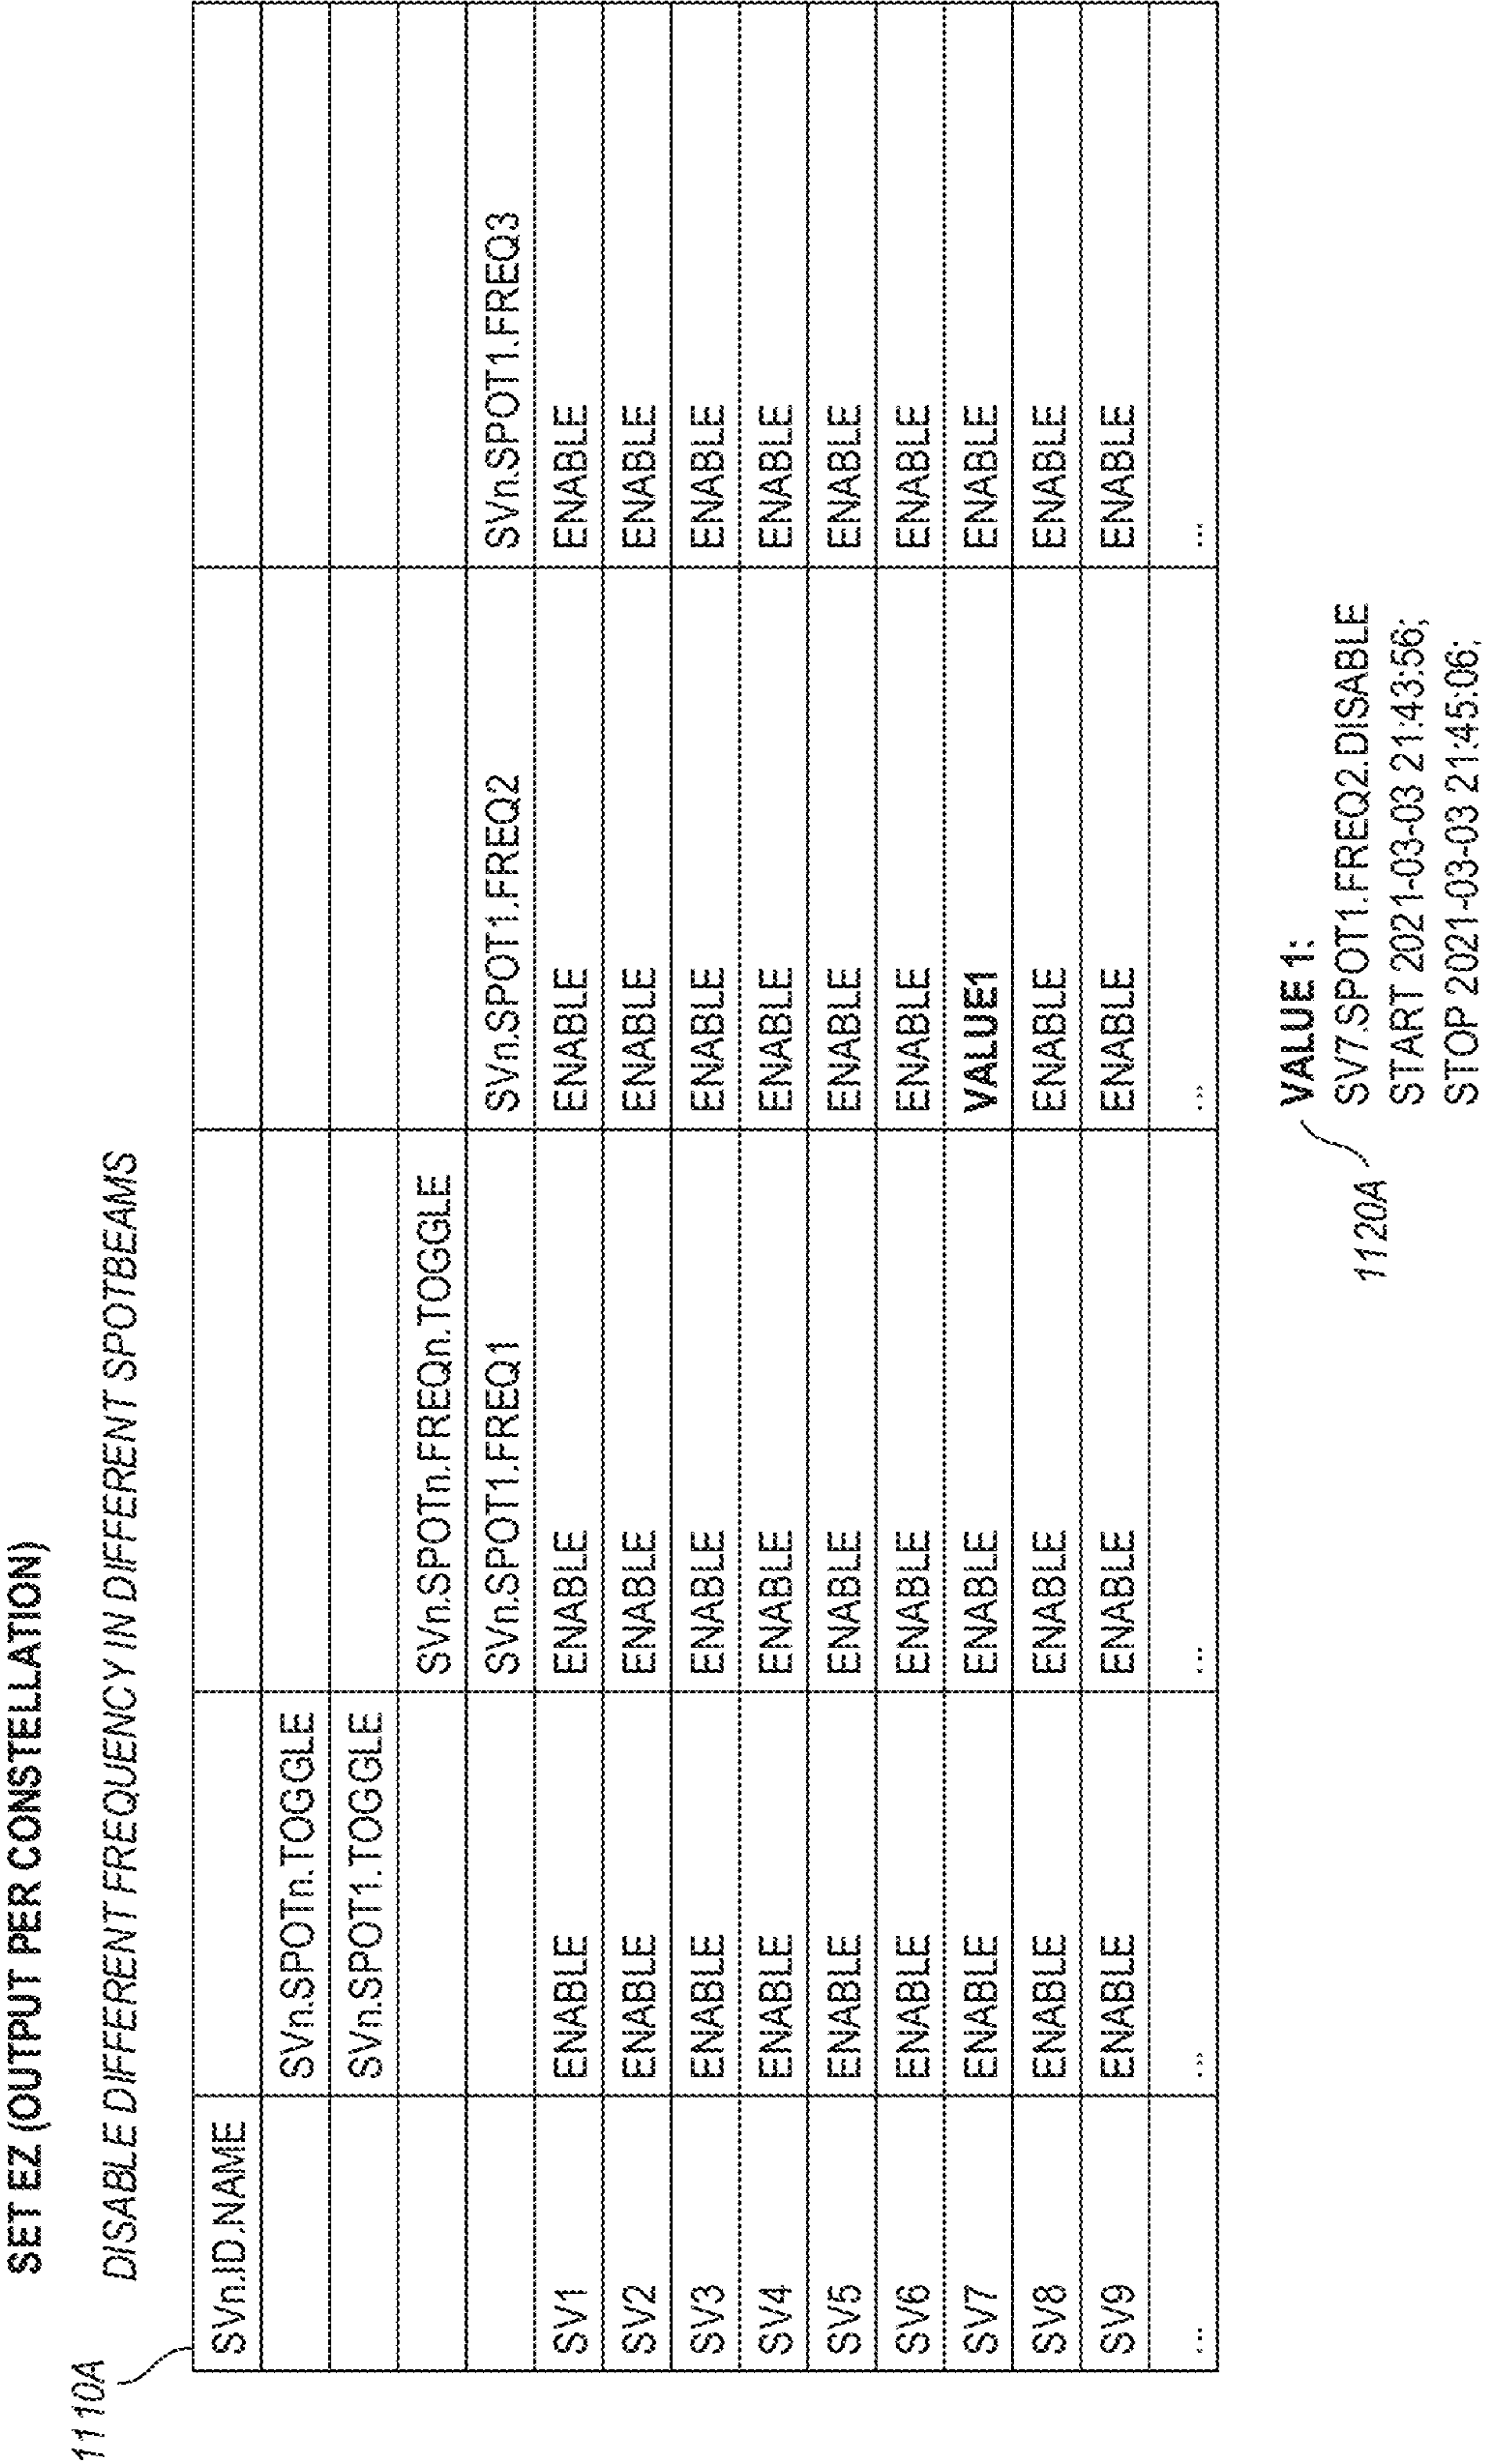 SET EZ (OUTPUT PER CONSTELLATION)
DISABLE DIFFERENT FREQUENCY IN DIFFERENT SPOTBEAMS
1110A
SVn.ID.NAME
SVn.SPOTn.TOGGLE
SVn.SPOT1.TOGGLE
SVn.SPOTn.FREQn.TOGGLE
SVn.SPOT1.FREQ1 SVn.SPOT1.FREQ2 SVn.SPOT1.FREQ3
SV1 ENABLE ENABLE ENABLE ENABLE
SV2 ENABLE ENABLE ENABLE ENABLE
SV3 ENABLE ENABLE ENABLE ENABLE
SV4 ENABLE ENABLE ENABLE ENABLE
SV5 ENABLE ENABLE ENABLE ENABLE
SV6 ENABLE ENABLE ENABLE ENABLE
SV7 ENABLE ENABLE VALUE1 ENABLE
SV8 ENABLE ENABLE ENABLE ENABLE
SV9 ENABLE ENABLE ENABLE ENABLE
... ... ... ... ...
1120A
VALUE 1:
SV7.SPOT1.FREQ2.DISABLE
START 2021-03-03 21:43:56;
STOP 2021-03-03 21:45:06;